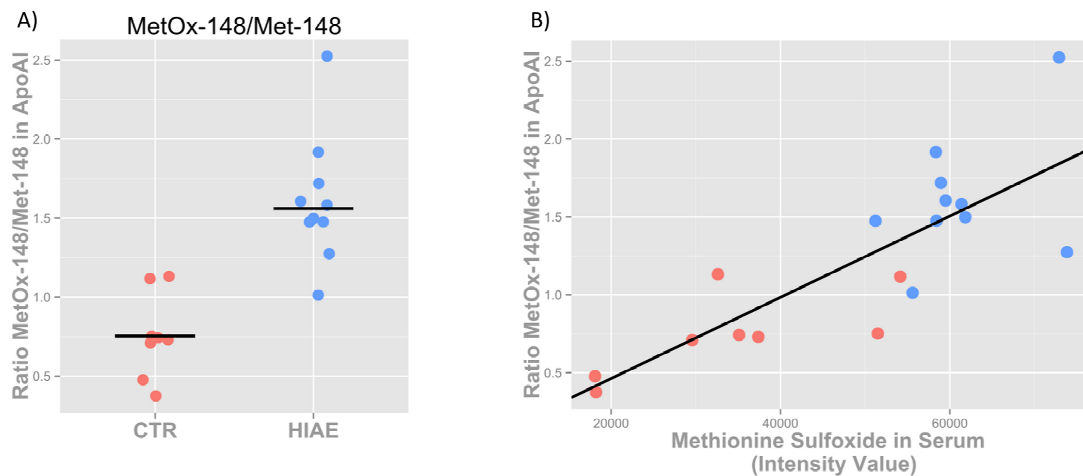 A)
MetOx-148/Met-148
Ratio MetOx-148/Met-148 in ApoAI
2.5
2.0
1.5
1.0
0.5
CTR
HIAE
B)
Ratio MetOx-148/Met-148 in ApoAI
2.5
2.0
1.5
1.0
0.5
20000
40000
60000
Methionine Sulfoxide in Serum
(Intensity Value)